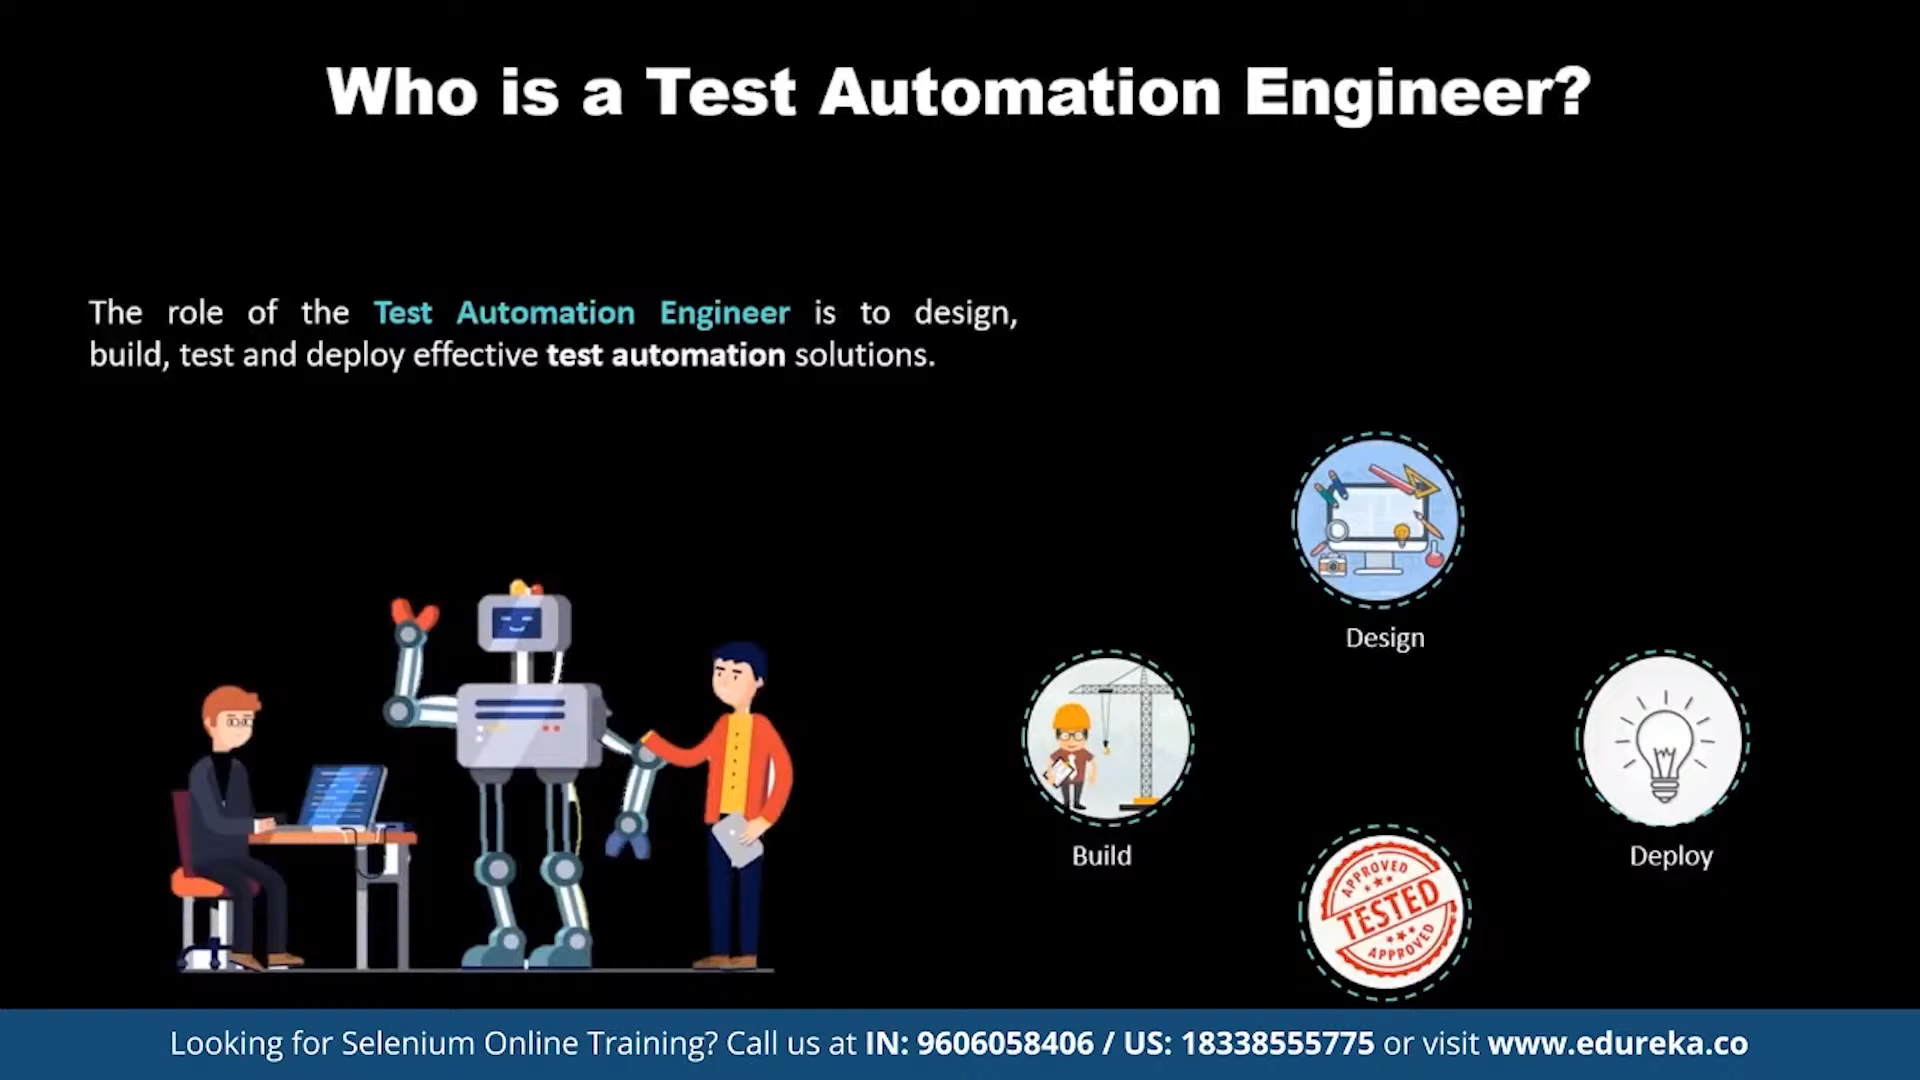 Who is a Test Automation Engineer?
The role of the Test Automation Engineer is to design,
build, test and deploy effective test automation solutions.
Design
Build
Deploy
APPROVED
TESTED
APPROVED
Looking for Selenium Online Training? Call us at IN: 9606058406 / US: 18338555775 or visit www.edureka.co